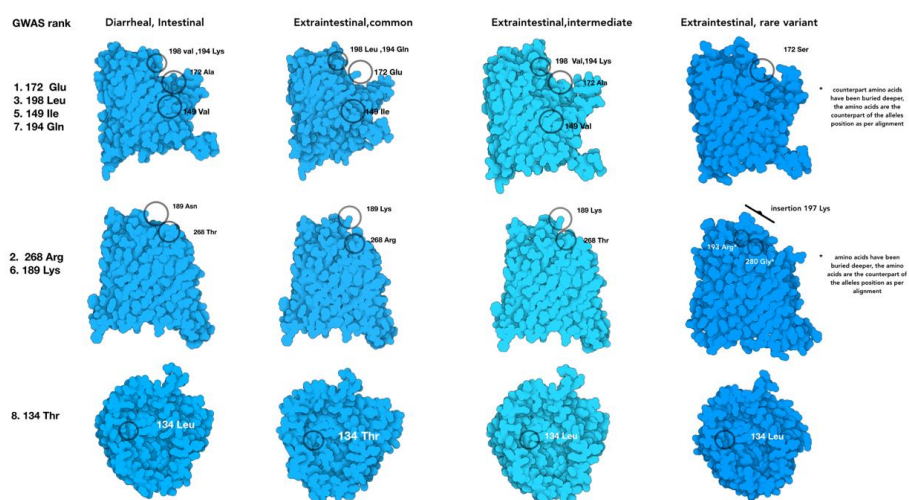 GWAS rank
Diarrheal, Intestinal
Extraintestinal,common
Extraintestinal,intermediate
Extraintestinal, rare variant
1. 172 Glu
3. 198 Leu
5. 149 Ile
7. 194 Gln
198 val ,194 Lys
172 Ala
149 Val
198 Leu ,194 Gln
172 Glu
149 Ile
198 Val,194 Lys
172 Ala
149 Val
172 Ser
* counterpart amino acids
have been buried deeper,
the amino acids are the
counterpart of the alleles
position as per alignment
2. 268 Arg
6. 189 Lys
189 Asn
268 Thr
189 Lys
268 Arg
189 Lys
268 Thr
insertion 197 Lys
193 Arg*
280 Gly*
* amino acids have been
buried deeper, the amino
acids are the counterpart of
the alleles position as per
alignment
8. 134 Thr
134 Leu
134 Thr
134 Leu
134 Leu